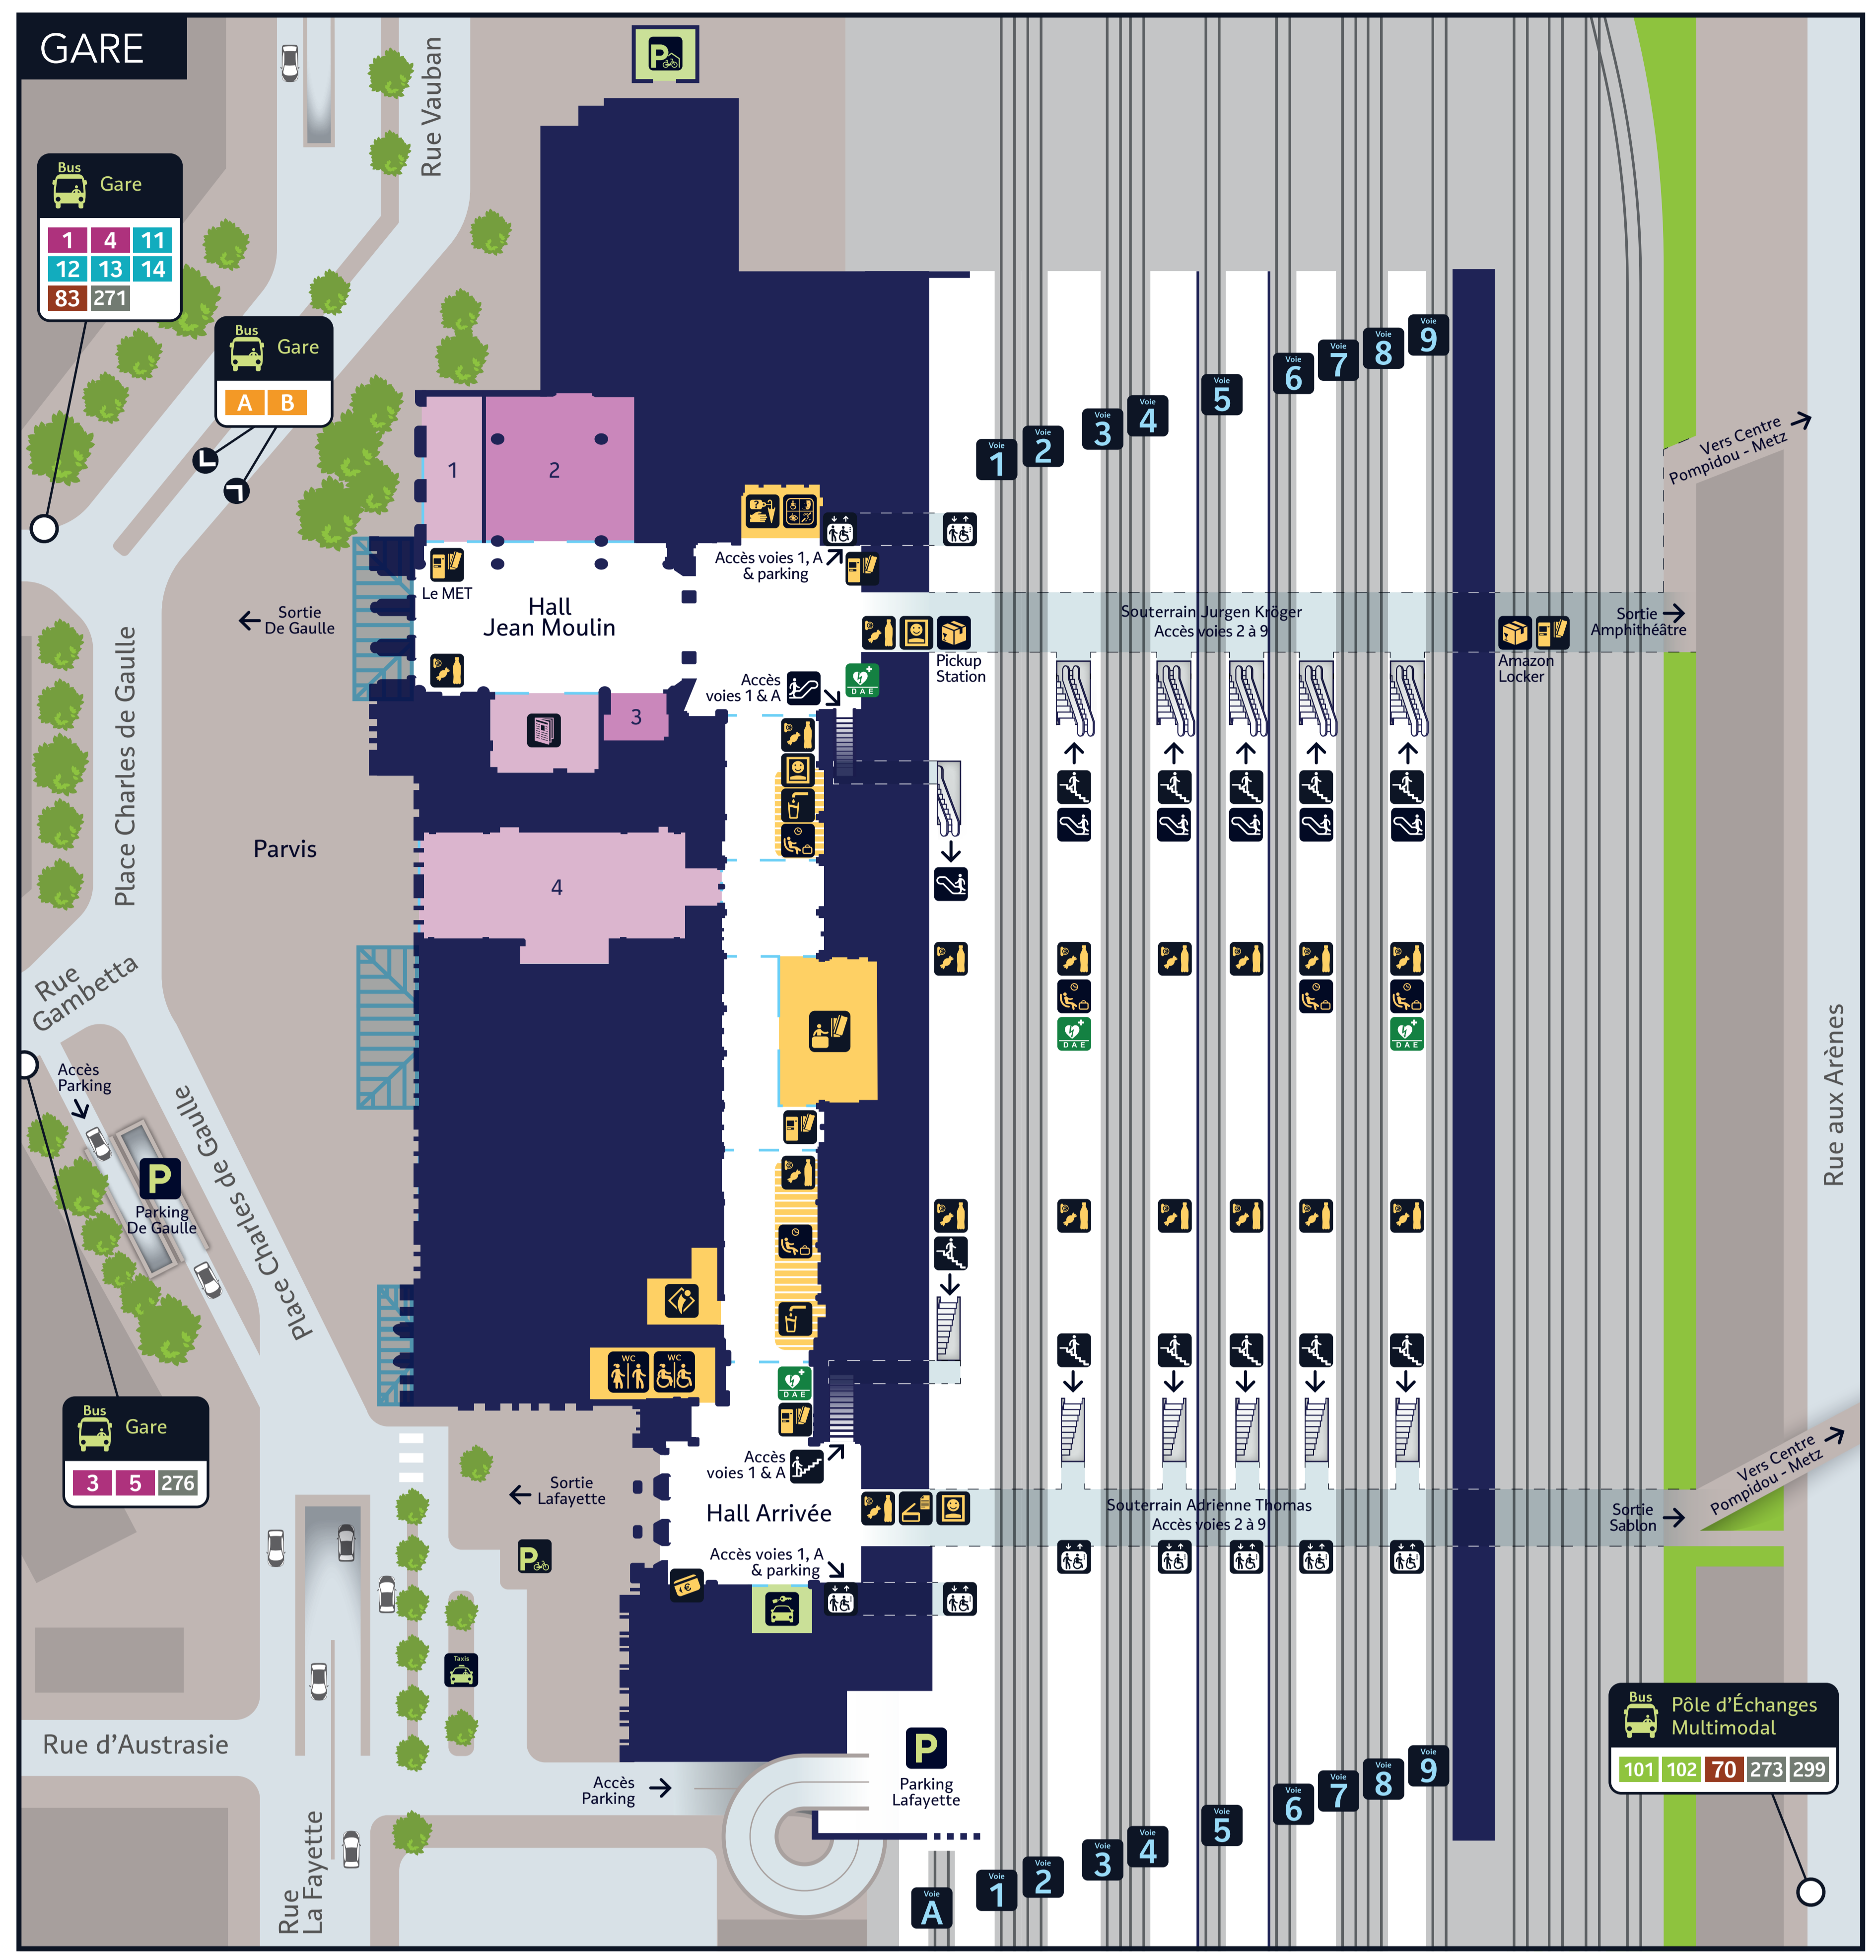 GARE
Rue Vauban
Bus
Gare
1 4 11
12 13 14
83 271
Bus
Gare
A B
Voie
1
Voie
2
Voie
3
Voie
4
Voie
5
Voie
6
Voie
7
Voie
8
Voie
9
Vers Centre
Pompidou - Metz
1
2
Accès voies 1, A
& parking
Le MET
Hall
Jean Moulin
Sortie
De Gaulle
Souterrain Jurgen Kröger
Accès voies 2 à 9
Sortie
Amphithéâtre
Pickup
Station
Amazon
Locker
Accès
voies 1 & A
DAE
3
Place Charles de Gaulle
Parvis
4
Rue
Gambetta
DAE
DAE
Rue aux Arènes
Accès
Parking
P
Parking
De Gaulle
Place Charles de Gaulle
WC
WC
DAE
Bus
Gare
3 5 276
Accès
voies 1 & A
Sortie
Lafayette
Hall Arrivée
Souterrain Adrienne Thomas
Accès voies 2 à 9
Sortie
Sablon
Vers Centre
Pompidou - Metz
P
Accès voies 1, A
& parking
€
Taxis
P
Rue d'Austrasie
Accès
Parking
P
Parking
Lafayette
Rue
La Fayette
Bus
Pôle d'Échanges
Multimodal
101 102 70 273 299
Voie
A
Voie
1
Voie
2
Voie
3
Voie
4
Voie
5
Voie
6
Voie
7
Voie
8
Voie
9